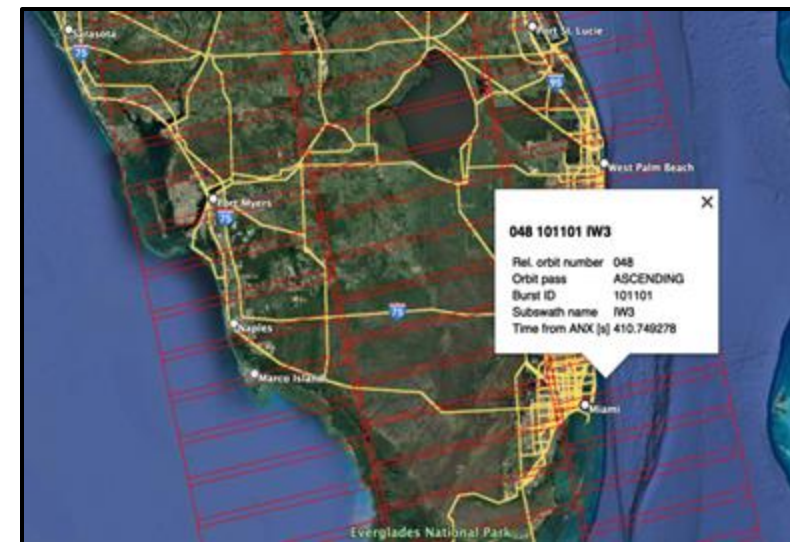 Sarasota
Port St. Lucie
75
95
West Palm Beach
Fort Myers
75
×
048 101101 IW3
Rel. orbit number 048
Orbit pass ASCENDING
Burst ID 101101
Subswath name IW3
Time from ANX [s] 410.749278
75
Naples
Marco Island
Miami
Everglades National Park